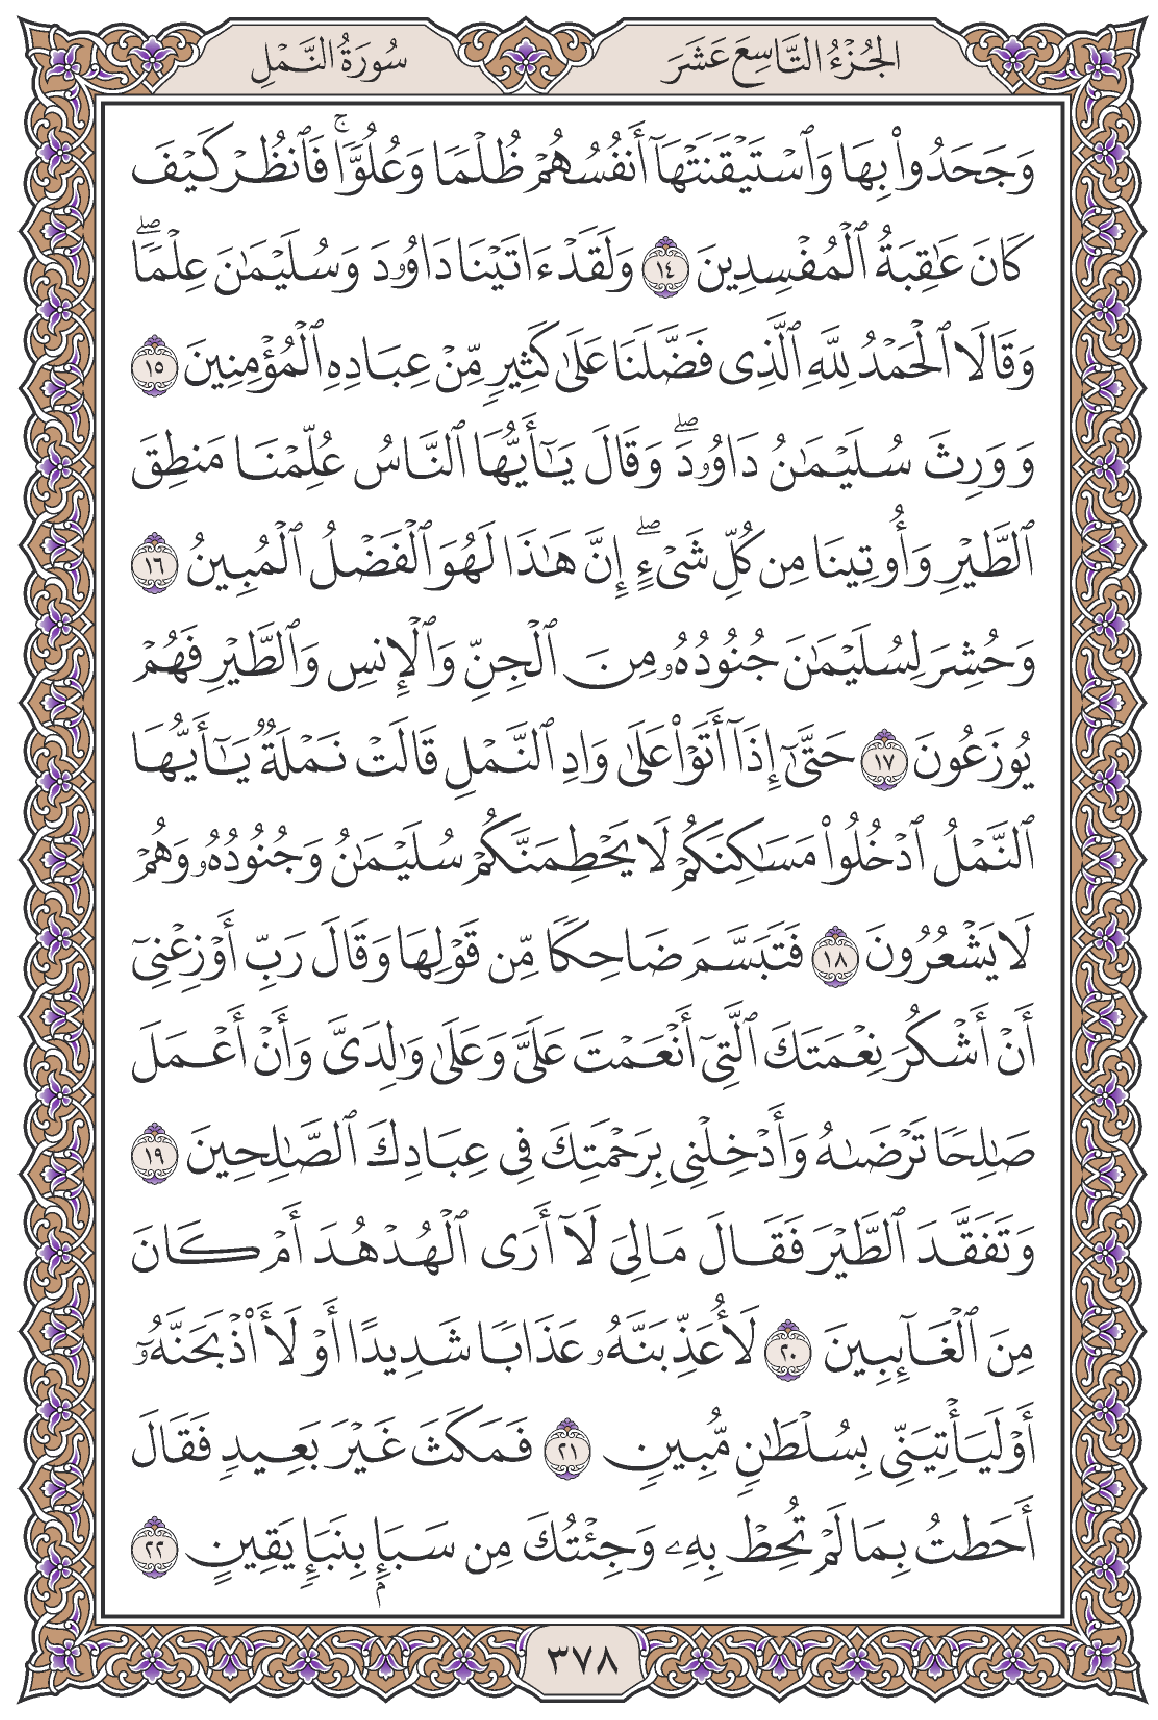 الجُزْءُ التَّاسِعَ عَشَرَ
سُورَةُ النَّمْلِ
وَجَحَدُوا۟ بِهَا وَٱسْتَيْقَنَتْهَآ أَنفُسُهُمْ ظُلْمًا وَعُلُوًّا ۚ فَٱنظُرْ كَيْفَ
كَانَ عَٰقِبَةُ ٱلْمُفْسِدِينَ ١٤ وَلَقَدْ ءَاتَيْنَا دَاوُۥدَ وَسُلَيْمَٰنَ عِلْمًا ۖ
وَقَالَا ٱلْحَمْدُ لِلَّهِ ٱلَّذِى فَضَّلَنَا عَلَىٰ كَثِيرٍ مِّنْ عِبَادِهِ ٱلْمُؤْمِنِينَ ١٥
وَوَرِثَ سُلَيْمَٰنُ دَاوُۥدَ ۖ وَقَالَ يَٰٓأَيُّهَا ٱلنَّاسُ عُلِّمْنَا مَنطِقَ
ٱلطَّيْرِ وَأُوتِينَا مِن كُلِّ شَىْءٍ ۖ إِنَّ هَٰذَا لَهُوَ ٱلْفَضْلُ ٱلْمُبِينُ ١٦
وَحُشِرَ لِسُلَيْمَٰنَ جُنُودُهُۥ مِنَ ٱلْجِنِّ وَٱلْإِنسِ وَٱلطَّيْرِ فَهُمْ
يُوزَعُونَ ١٧ حَتَّىٰٓ إِذَآ أَتَوْا۟ عَلَىٰ وَادِ ٱلنَّمْلِ قَالَتْ نَمْلَةٌ يَٰٓأَيُّهَا
ٱلنَّمْلُ ٱدْخُلُوا۟ مَسَٰكِنَكُمْ لَا يَحْطِمَنَّكُمْ سُلَيْمَٰنُ وَجُنُودُهُۥ وَهُمْ
لَا يَشْعُرُونَ ١٨ فَتَبَسَّمَ ضَاحِكًا مِّن قَوْلِهَا وَقَالَ رَبِّ أَوْزِعْنِىٓ
أَنْ أَشْكُرَ نِعْمَتَكَ ٱلَّتِىٓ أَنْعَمْتَ عَلَىَّ وَعَلَىٰ وَٰلِدَىَّ وَأَنْ أَعْمَلَ
صَٰلِحًا تَرْضَىٰهُ وَأَدْخِلْنِى بِرَحْمَتِكَ فِى عِبَادِكَ ٱلصَّٰلِحِينَ ١٩
وَتَفَقَّدَ ٱلطَّيْرَ فَقَالَ مَا لِىَ لَآ أَرَى ٱلْهُدْهُدَ أَمْ كَانَ
مِنَ ٱلْغَآئِبِينَ ٢٠ لَأُعَذِّبَنَّهُۥ عَذَابًا شَدِيدًا أَوْ لَأَا۟ذْبَحَنَّهُۥٓ
أَوْ لَيَأْتِيَنِّى بِسُلْطَٰنٍ مُّبِينٍ ٢١ فَمَكَثَ غَيْرَ بَعِيدٍ فَقَالَ
أَحَطتُ بِمَا لَمْ تُحِطْ بِهِۦ وَجِئْتُكَ مِن سَبَإٍۭ بِنَبَإٍ يَقِينٍ ٢٢
٣٧٨